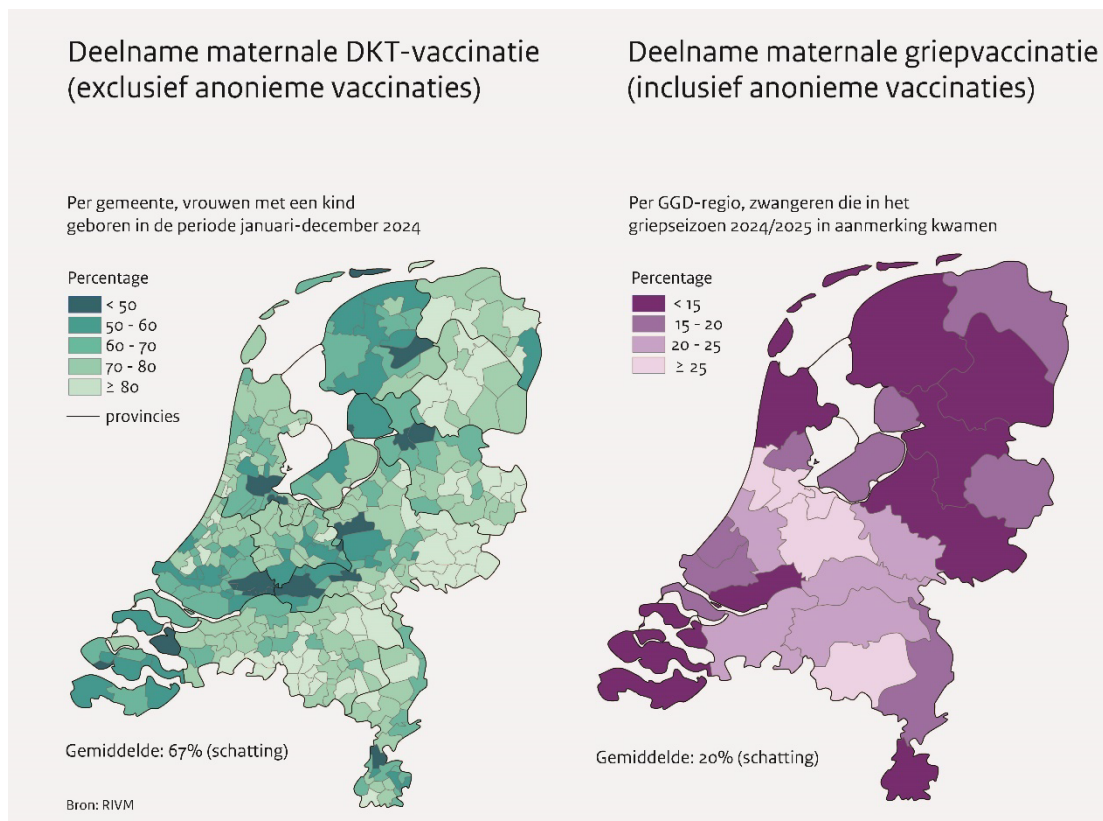 Deelname maternale DKT-vaccinatie
(exclusief anonieme vaccinaties)
Per gemeente, vrouwen met een kind
geboren in de periode januari-december 2024
Percentage
< 50
50 - 60
60 - 70
70 - 80
≥ 80
provincies
Gemiddelde: 67% (schatting)
Bron: RIVM
Deelname maternale griepvaccinatie
(inclusief anonieme vaccinaties)
Per GGD-regio, zwangeren die in het
griepseizoen 2024/2025 in aanmerking kwamen
Percentage
< 15
15 - 20
20 - 25
≥ 25
Gemiddelde: 20% (schatting)